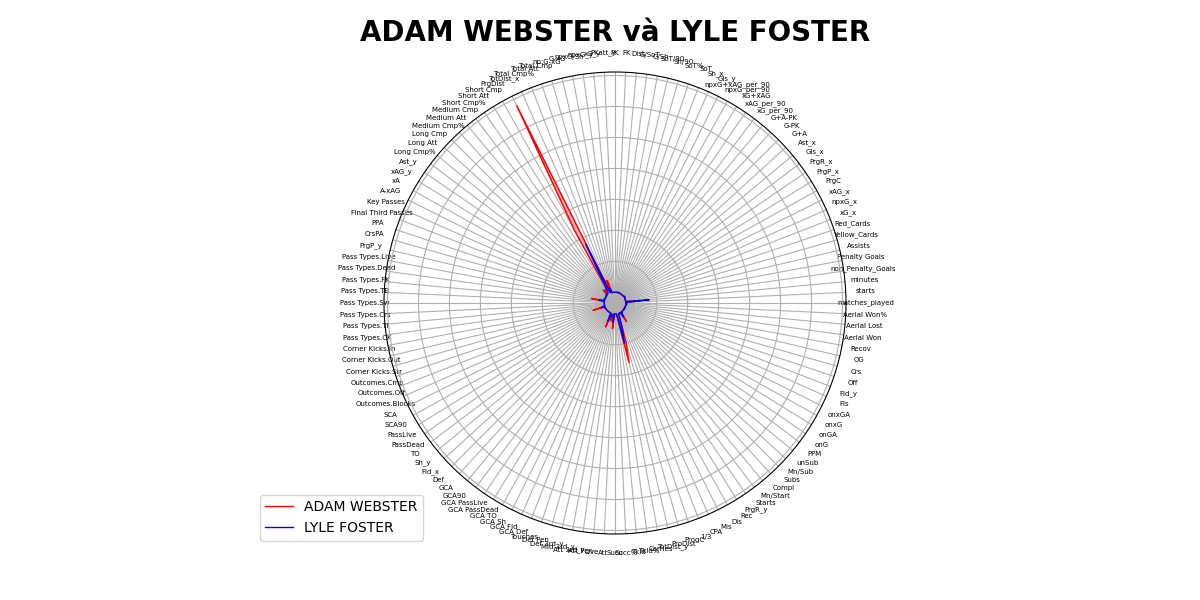 ADAM WEBSTER và LYLE FOSTER
matches_played
starts
minutes
non_Penalty_Goals
Penalty Goals
Assists
Yellow_Cards
Red_Cards
xG_x
npxG_x
xAG_x
PrgC
PrgP_x
PrgR_x
Gls_x
Ast_x
G+A
G-PK
G+A-PK
xG_per_90
xAG_per_90
xG+xAG
npxG_per_90
npxG+xAG_per_90
Gls_y
Sh_x
SoT
SoT%
Sh/90
SoT/90
G/Sh
G/SoT
Dist
FK
PK
Total Cmp
Total Att
Total Cmp%
TotDist_x
PrgDist
Short Cmp
Short Att
Short Cmp%
Medium Cmp
Medium Att
Medium Cmp%
Long Cmp
Long Att
Long Cmp%
Ast_y
xAG_y
xA
A-xAG
Key Passes
Final Third Passes
PPA
CrsPA
PrgP_y
Pass Types.Live
Pass Types.Dead
Pass Types.FK
Pass Types.TB
Pass Types.Sw
Pass Types.Crs
Pass Types.TI
Pass Types.CK
Corner Kicks.In
Corner Kicks.Out
Corner Kicks.Str
Outcomes.Cmp
Outcomes.Off
Outcomes.Blocks
SCA
SCA90
PassLive
PassDead
TO
Sh_y
Fld_x
Def
GCA
GCA90
GCA PassLive
GCA PassDead
GCA TO
GCA Sh
GCA Fld
GCA Def
Touches
Def Pen
Att
Succ
Succ%
Tkld%
Carries
TotDist_y
ProDist
ProgC
1/3
CPA
Mis
Dis
Rec
PrgR_y
Starts
Mn/Start
Compl
Subs
Mn/Sub
unSub
PPM
onG
onGA
onxG
onxGA
Fls
Fld_y
Off
Crs
OG
Recov
Aerial Won
Aerial Lost
Aerial Won%
ADAM WEBSTER
LYLE FOSTER